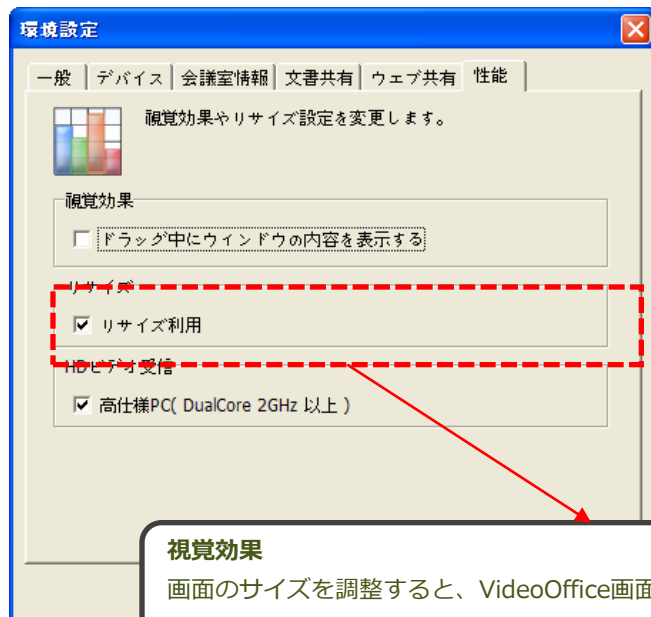 環境設定
一般 デバイス 会議室情報 文書共有 ウェブ共有 性能
視覚効果やリサイズ設定を変更します。
視覚効果
ドラッグ中にウィンドウの内容を表示する
リサイズ
リサイズ利用
HDビデオ受信
高仕様PC( DualCore 2GHz 以上 )
視覚効果
画面のサイズを調整すると、VideoOffice画面